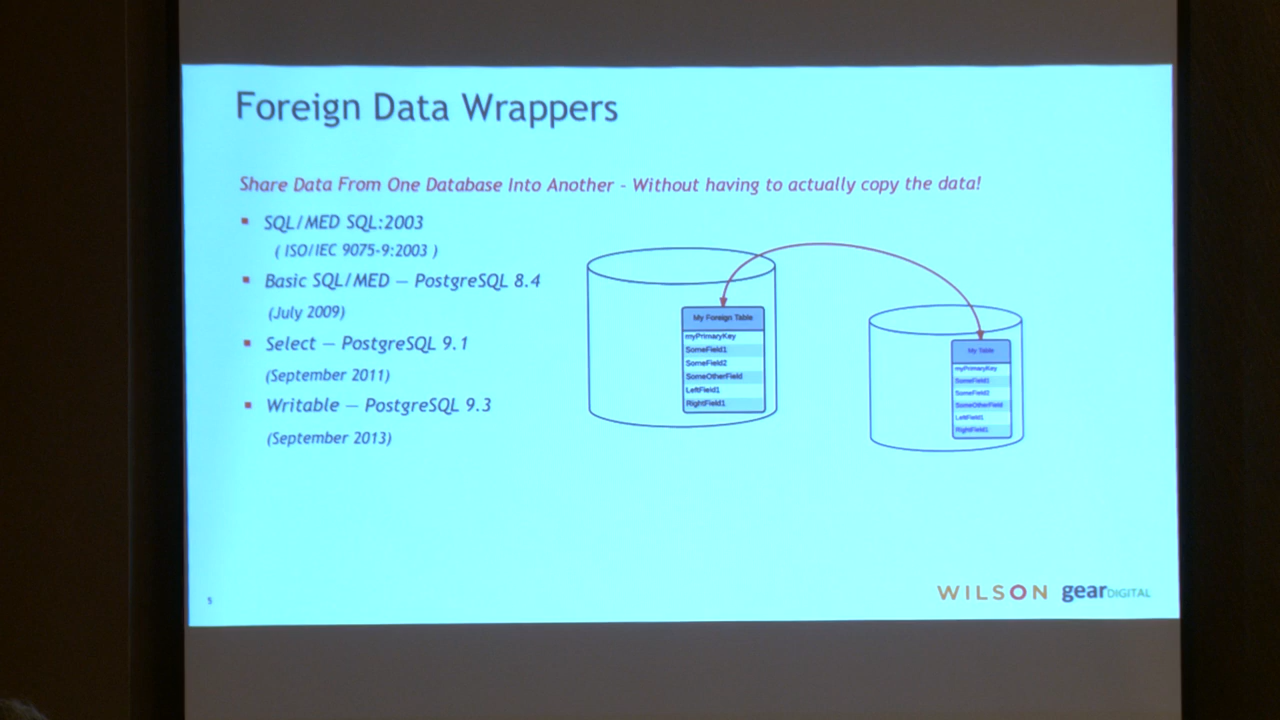 Foreign Data Wrappers
Share Data From One Database Into Another - Without having to actually copy the data!
▪ SQL/MED SQL:2003
( ISO/IEC 9075-9:2003 )
▪ Basic SQL/MED — PostgreSQL 8.4
(July 2009)
▪ Select — PostgreSQL 9.1
(September 2011)
▪ Writable — PostgreSQL 9.3
(September 2013)
My Foreign Table
myPrimaryKey
SomeField1
SomeField2
SomeOtherField
LeftField1
RightField1
My Table
myPrimaryKey
SomeField1
SomeField2
SomeOtherField
LeftField1
RightField1
5
WILSON gearDIGITAL